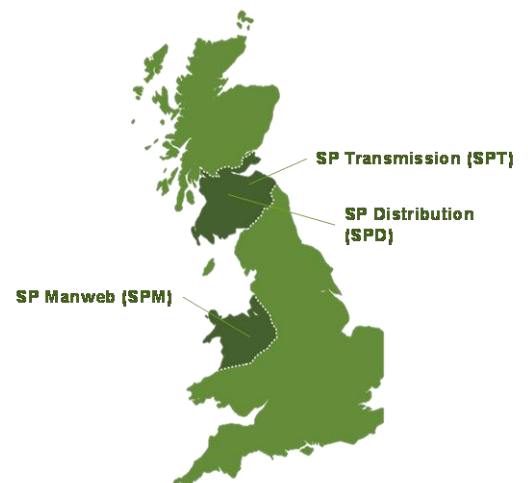 SP Transmission (SPT)
SP Distribution
(SPD)
SP Manweb (SPM)